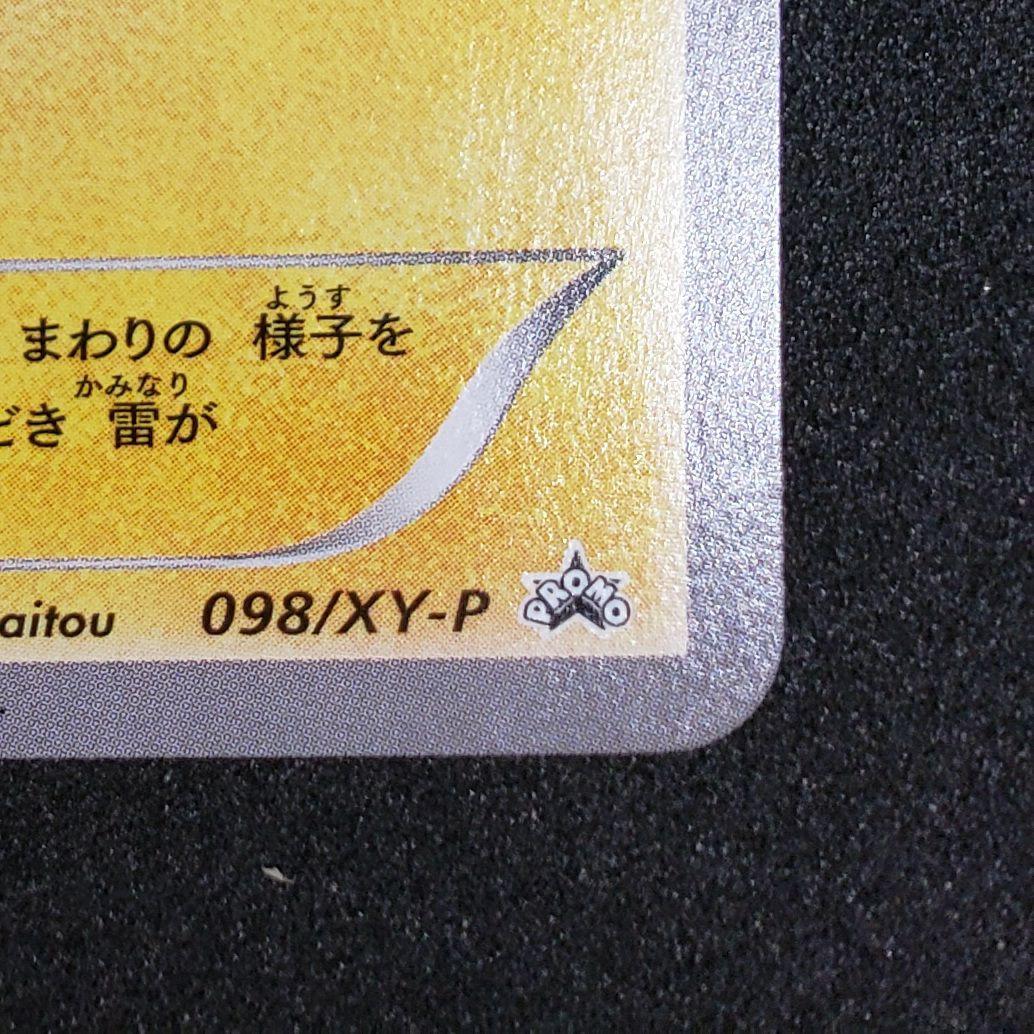 ようす
まわりの 様子を
かみなり
どき 雷が
aitou 098/XY-P PROMO